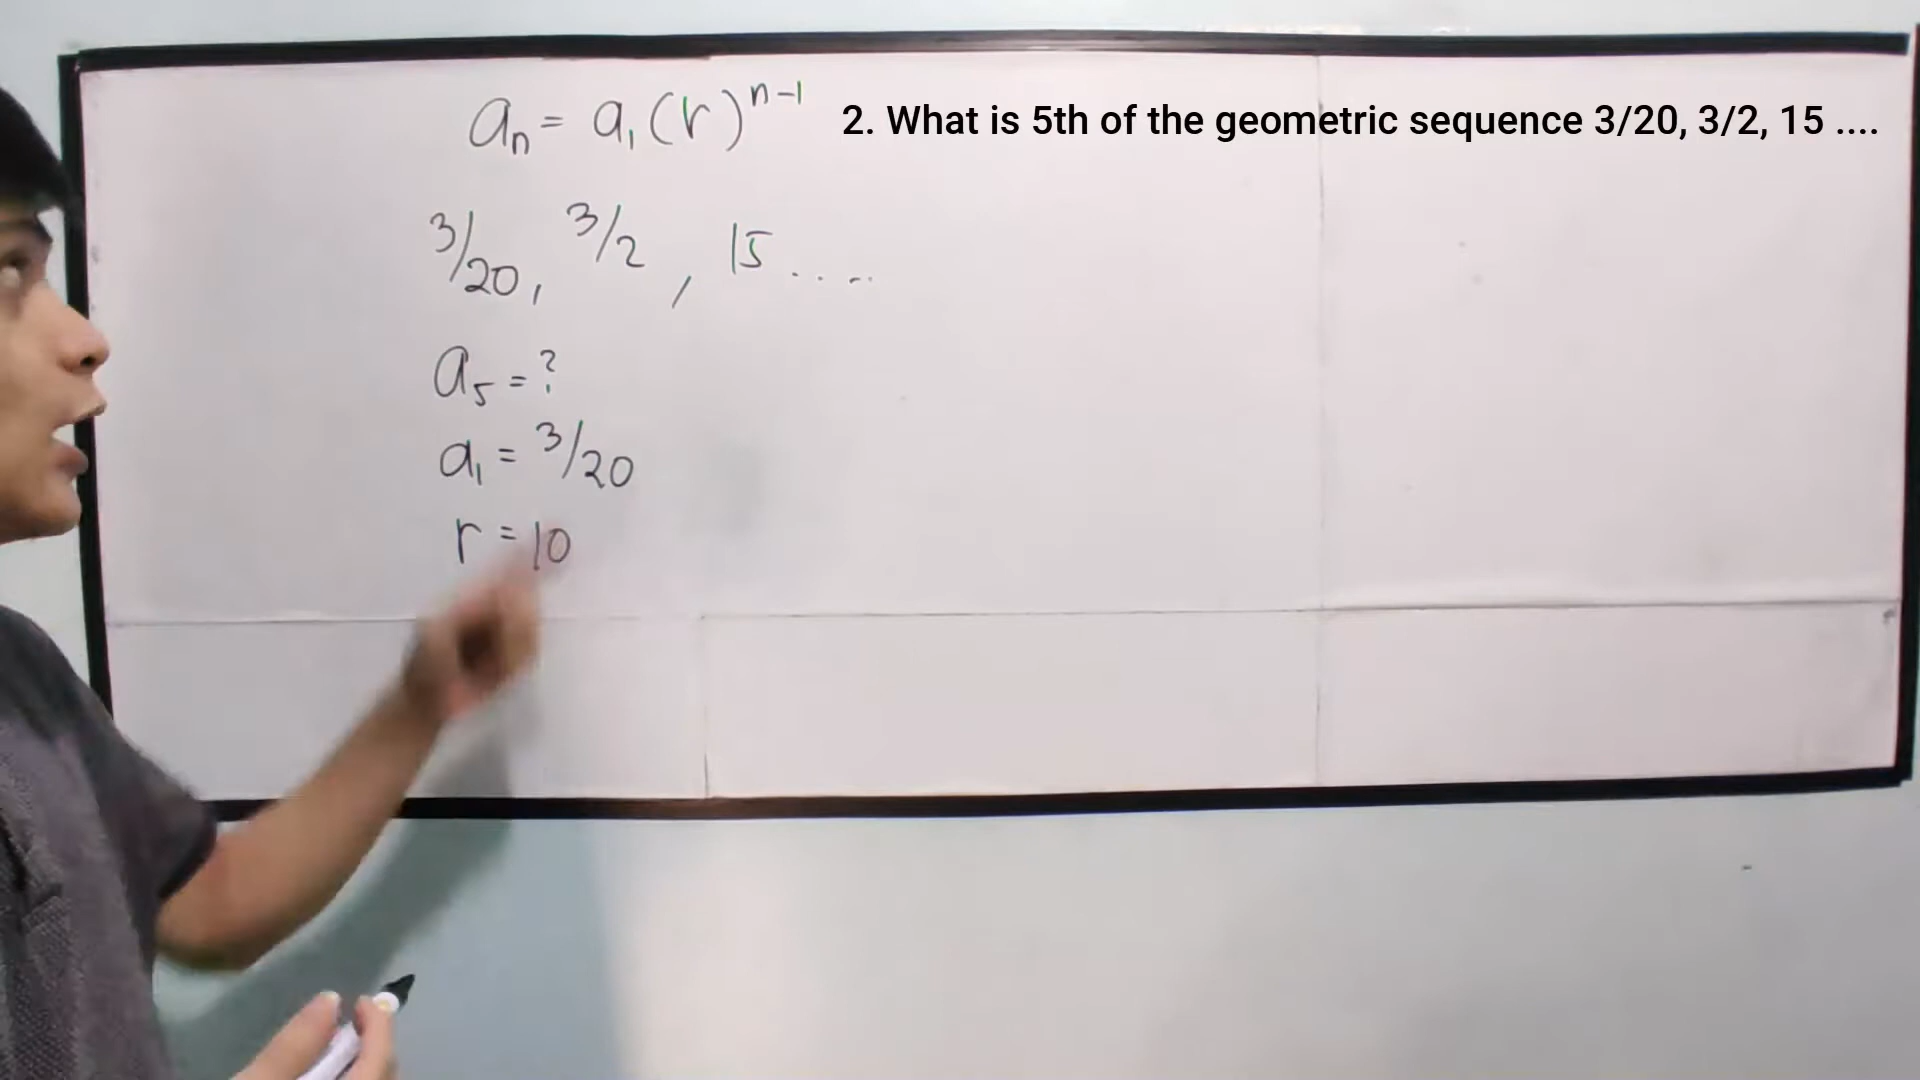 aₙ = a₁(r)ⁿ⁻¹
2. What is 5th of the geometric sequence 3/20, 3/2, 15 ....
3/20, 3/2, 15 ....
a₅ = ?
a₁ = 3/20
r = 10